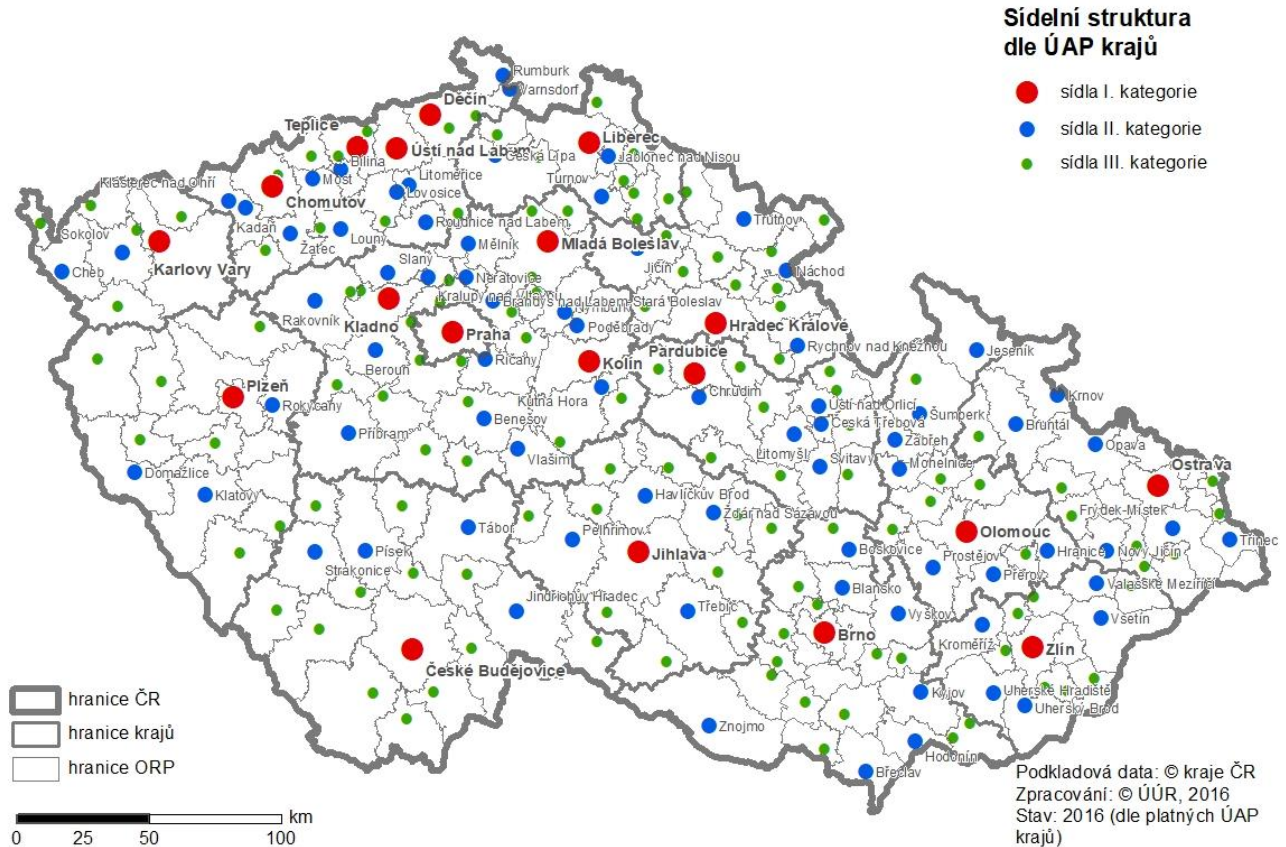 Sídelní struktura
dle ÚAP krajů
sídla I. kategorie
sídla II. kategorie
sídla III. kategorie
Rumburk
Varnsdorf
Děčín
Teplice
Liberec
Ústí nad Labem
Česká Lípa
Jablonec nad Nisou
Bílina
Most
Litoměřice
Turnov
Klášterec nad Ohří
Lovosice
Chomutov
Kadaň
Roudnice nad Labem
Trutnov
Sokolov
Žatec
Louny
Mělník
Mladá Boleslav
Cheb
Karlovy Vary
Slaný
Neratovice
Jičín
Náchod
Kralupy nad Vltavou
Brandýs nad Labem-Stará Boleslav
Rakovník
Nymburk
Kladno
Praha
Poděbrady
Hradec Králové
Rychnov nad Kněžnou
Beroun
Říčany
Kolín
Pardubice
Jeseník
Plzeň
Rokycany
Kutná Hora
Chrudim
Krnov
Ústí nad Orlicí
Šumperk
Bruntál
Příbram
Benešov
Česká Třebová
Zábřeh
Opava
Vlašim
Litomyšl
Svitavy
Mohelnice
Ostrava
Domažlice
Klatovy
Havlíčkův Brod
Žďár nad Sázavou
Frýdek-Místek
Tábor
Pelhřimov
Olomouc
Třinec
Písek
Jihlava
Boskovice
Prostějov
Hranice
Nový Jičín
Strakonice
Přerov
Valašské Meziříčí
Blansko
Jindřichův Hradec
Třebíč
Vyškov
Vsetín
Brno
Kroměříž
Zlín
České Budějovice
Kyjov
Uherské Hradiště
Uherský Brod
Znojmo
Hodonín
Břeclav
hranice ČR
hranice krajů
hranice ORP
km
0 50 100
Podkladová data: © kraje ČR
Zpracování: © ÚÚR, 2016
Stav: 2016 (dle platných ÚAP
krajů)